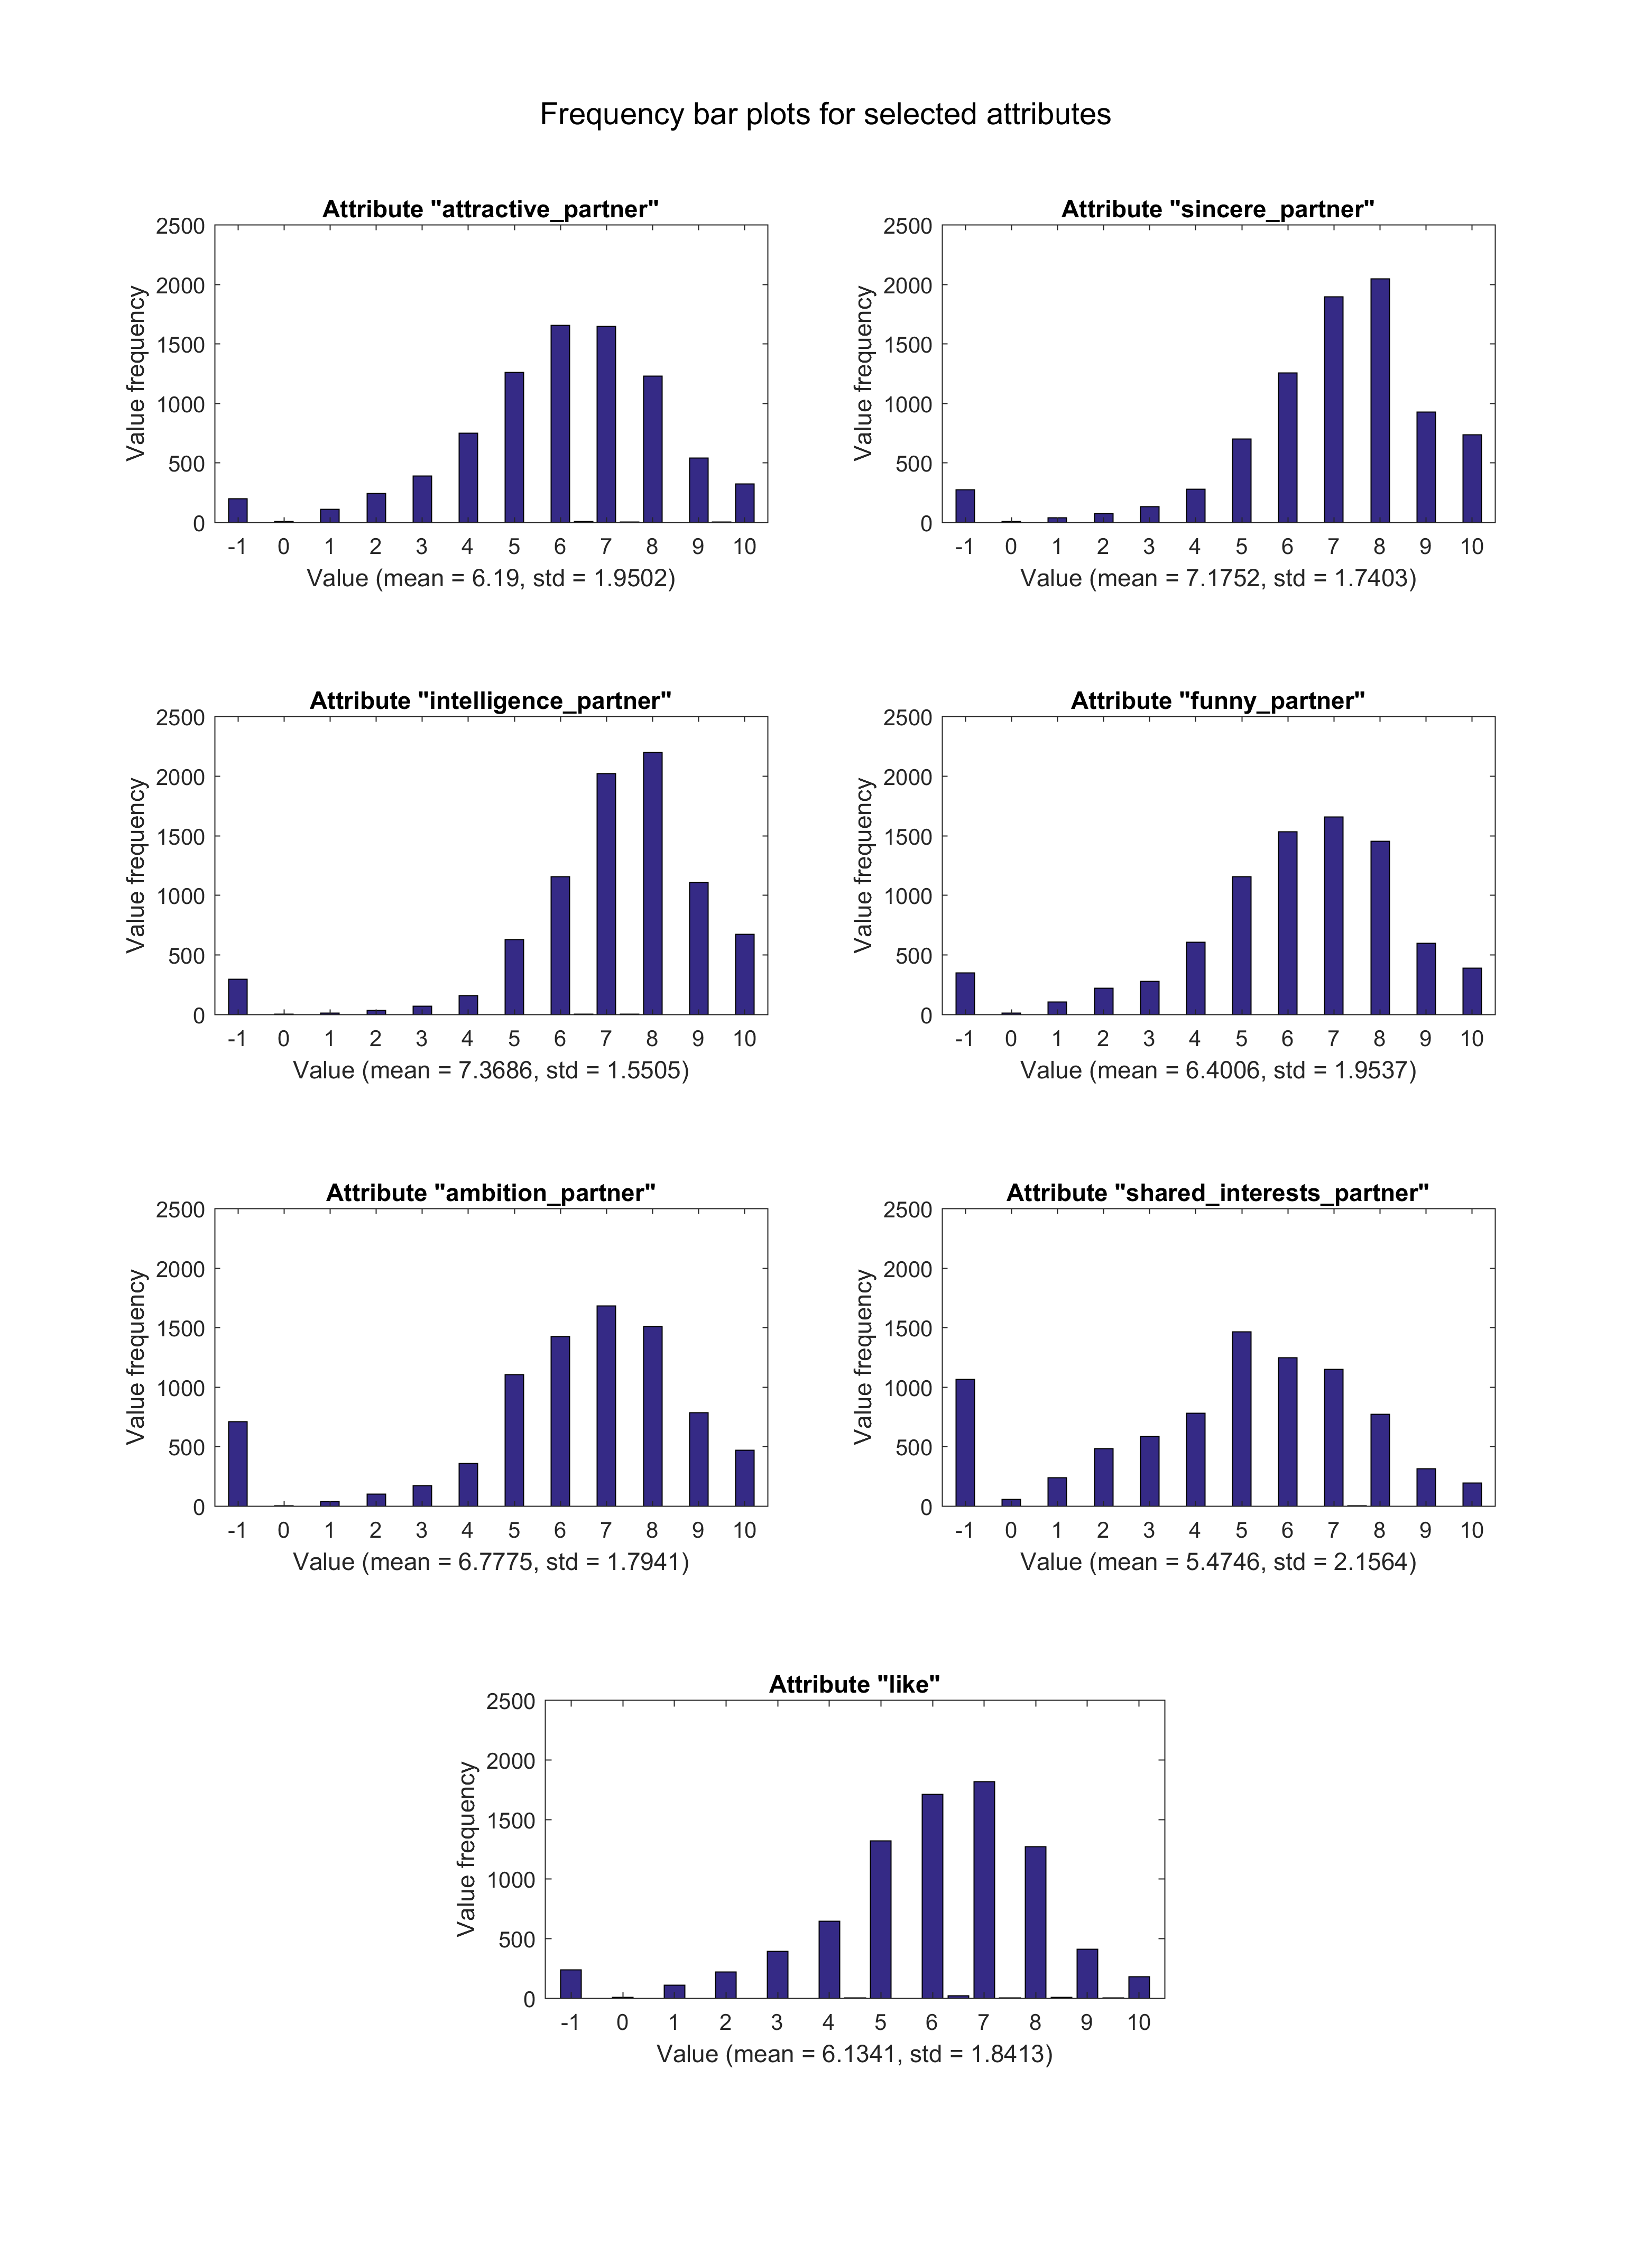 Frequency bar plots for selected attributes
Attribute "attractive_partner"
Value frequency
2500
2000
1500
1000
500
0
-1 0 1 2 3 4 5 6 7 8 9 10
Value (mean = 6.19, std = 1.9502)
Attribute "sincere_partner"
Value frequency
2500
2000
1500
1000
500
0
-1 0 1 2 3 4 5 6 7 8 9 10
Value (mean = 7.1752, std = 1.7403)
Attribute "intelligence_partner"
Value frequency
2500
2000
1500
1000
500
0
-1 0 1 2 3 4 5 6 7 8 9 10
Value (mean = 7.3686, std = 1.5505)
Attribute "funny_partner"
Value frequency
2500
2000
1500
1000
500
0
-1 0 1 2 3 4 5 6 7 8 9 10
Value (mean = 6.4006, std = 1.9537)
Attribute "ambition_partner"
Value frequency
2500
2000
1500
1000
500
0
-1 0 1 2 3 4 5 6 7 8 9 10
Value (mean = 6.7775, std = 1.7941)
Attribute "shared_interests_partner"
Value frequency
2500
2000
1500
1000
500
0
-1 0 1 2 3 4 5 6 7 8 9 10
Value (mean = 5.4746, std = 2.1564)
Attribute "like"
Value frequency
2500
2000
1500
1000
500
0
-1 0 1 2 3 4 5 6 7 8 9 10
Value (mean = 6.1341, std = 1.8413)